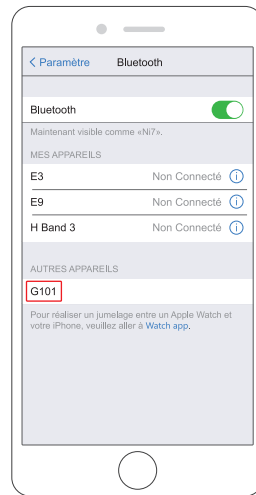 Paramètre Bluetooth
Bluetooth
Maintenant visible comme «Ni7».
MES APPAREILS
E3 Non Connecté
E9 Non Connecté
H Band 3 Non Connecté
AUTRES APPAREILS
G101
Pour réaliser un jumelage entre un Apple Watch et
votre iPhone, veuillez aller à Watch app.